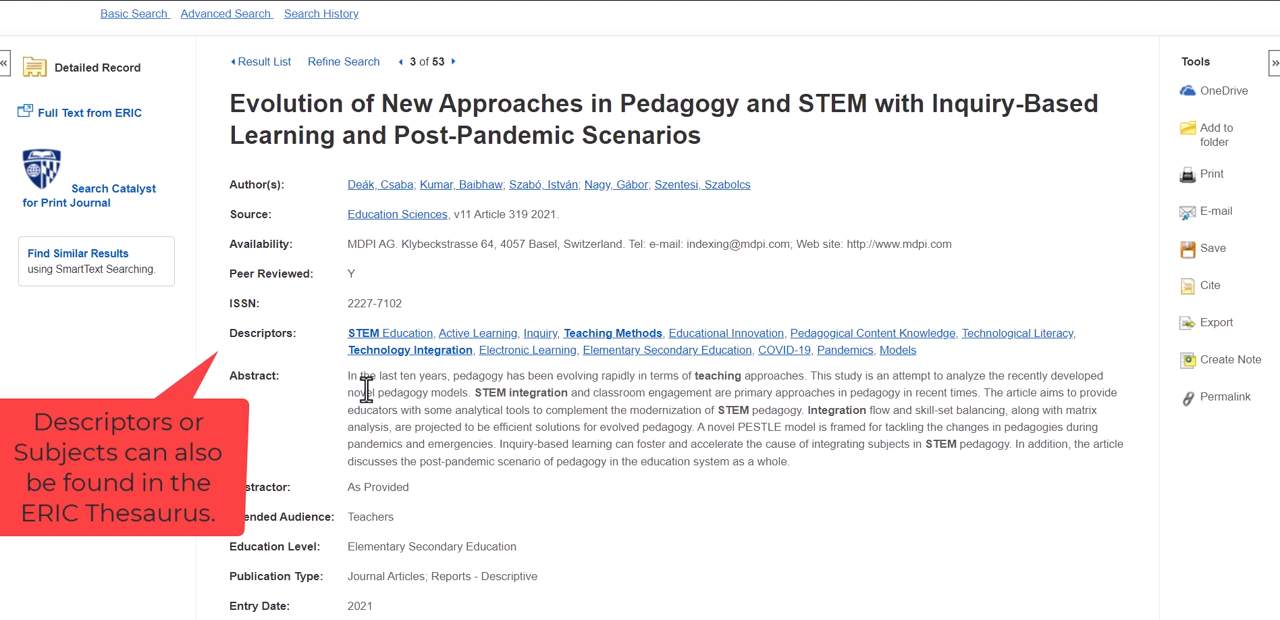 Basic Search Advanced Search Search History
«
Detailed Record
Full Text from ERIC
Search Catalyst
for Print Journal
Find Similar Results
using SmartText Searching.
Result List Refine Search 3 of 53
Evolution of New Approaches in Pedagogy and STEM with Inquiry-Based
Learning and Post-Pandemic Scenarios
Author(s): Deák, Csaba; Kumar, Baibhaw; Szabó, István; Nagy, Gábor; Szentesi, Szabolcs
Source: Education Sciences, v11 Article 319 2021.
Availability: MDPI AG. Klybeckstrasse 64, 4057 Basel, Switzerland. Tel: e-mail: indexing@mdpi.com; Web site: http://www.mdpi.com
Peer Reviewed: Y
ISSN: 2227-7102
Descriptors: STEM Education, Active Learning, Inquiry, Teaching Methods, Educational Innovation, Pedagogical Content Knowledge, Technological Literacy,
Technology Integration, Electronic Learning, Elementary Secondary Education, COVID-19, Pandemics, Models
Abstract: In the last ten years, pedagogy has been evolving rapidly in terms of teaching approaches. This study is an attempt to analyze the recently developed
novel pedagogy models. STEM integration and classroom engagement are primary approaches in pedagogy in recent times. The article aims to provide
educators with some analytical tools to complement the modernization of STEM pedagogy. Integration flow and skill-set balancing, along with matrix
analysis, are projected to be efficient solutions for evolved pedagogy. A novel PESTLE model is framed for tackling the changes in pedagogies during
pandemics and emergencies. Inquiry-based learning can foster and accelerate the cause of integrating subjects in STEM pedagogy. In addition, the article
discusses the post-pandemic scenario of pedagogy in the education system as a whole.
stractor: As Provided
ended Audience: Teachers
Education Level: Elementary Secondary Education
Publication Type: Journal Articles; Reports - Descriptive
Entry Date: 2021
Descriptors or
Subjects can also
be found in the
ERIC Thesaurus.
Tools
»
OneDrive
Add to
folder
Print
E-mail
Save
Cite
Export
Create Note
Permalink